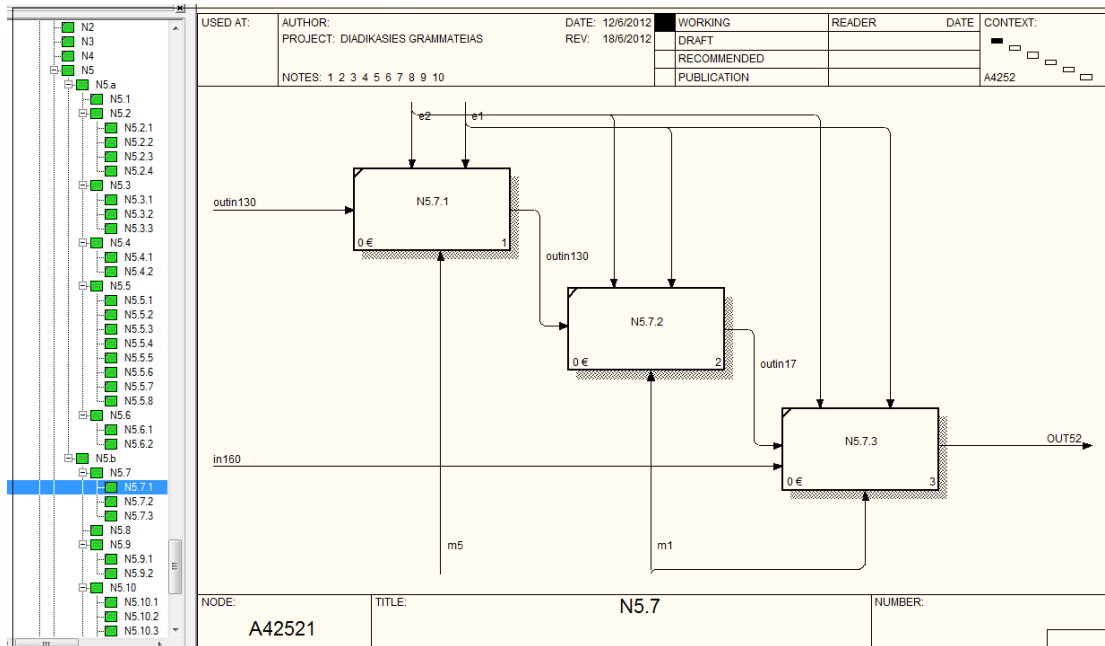 N2
N3
N4
N5
N5.a
N5.1
N5.2
N5.2.1
N5.2.2
N5.2.3
N5.2.4
N5.3
N5.3.1
N5.3.2
N5.3.3
N5.4
N5.4.1
N5.4.2
N5.5
N5.5.1
N5.5.2
N5.5.3
N5.5.4
N5.5.5
N5.5.6
N5.5.7
N5.5.8
N5.6
N5.6.1
N5.6.2
N5.b
N5.7
N5.7.1
N5.7.2
N5.7.3
N5.8
N5.9
N5.9.1
N5.9.2
N5.10
N5.10.1
N5.10.2
N5.10.3
USED AT:
AUTHOR:
PROJECT: DIADIKASIES GRAMMATEIAS
NOTES: 1 2 3 4 5 6 7 8 9 10
DATE: 12/6/2012
REV: 18/6/2012
WORKING
DRAFT
RECOMMENDED
PUBLICATION
READER DATE
CONTEXT:
A4252
e2 e1
outin130
N5.7.1
0 € 1
outin130
N5.7.2
0 € 2
outin17
N5.7.3
0 € 3
OUT52
in160
m5
m1
NODE:
A42521
TITLE:
N5.7
NUMBER: